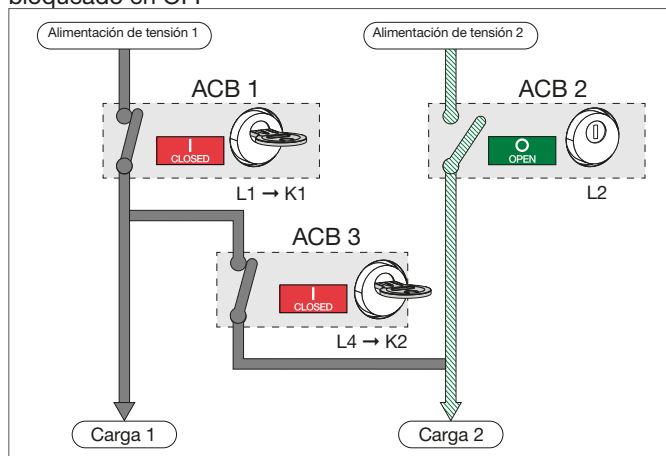 Alimentación de tensión 1
Alimentación de tensión 2
ACB 1
ACB 2
I
CLOSED
O
OPEN
L1 → K1
L2
ACB 3
I
CLOSED
L4 → K2
Carga 1
Carga 2